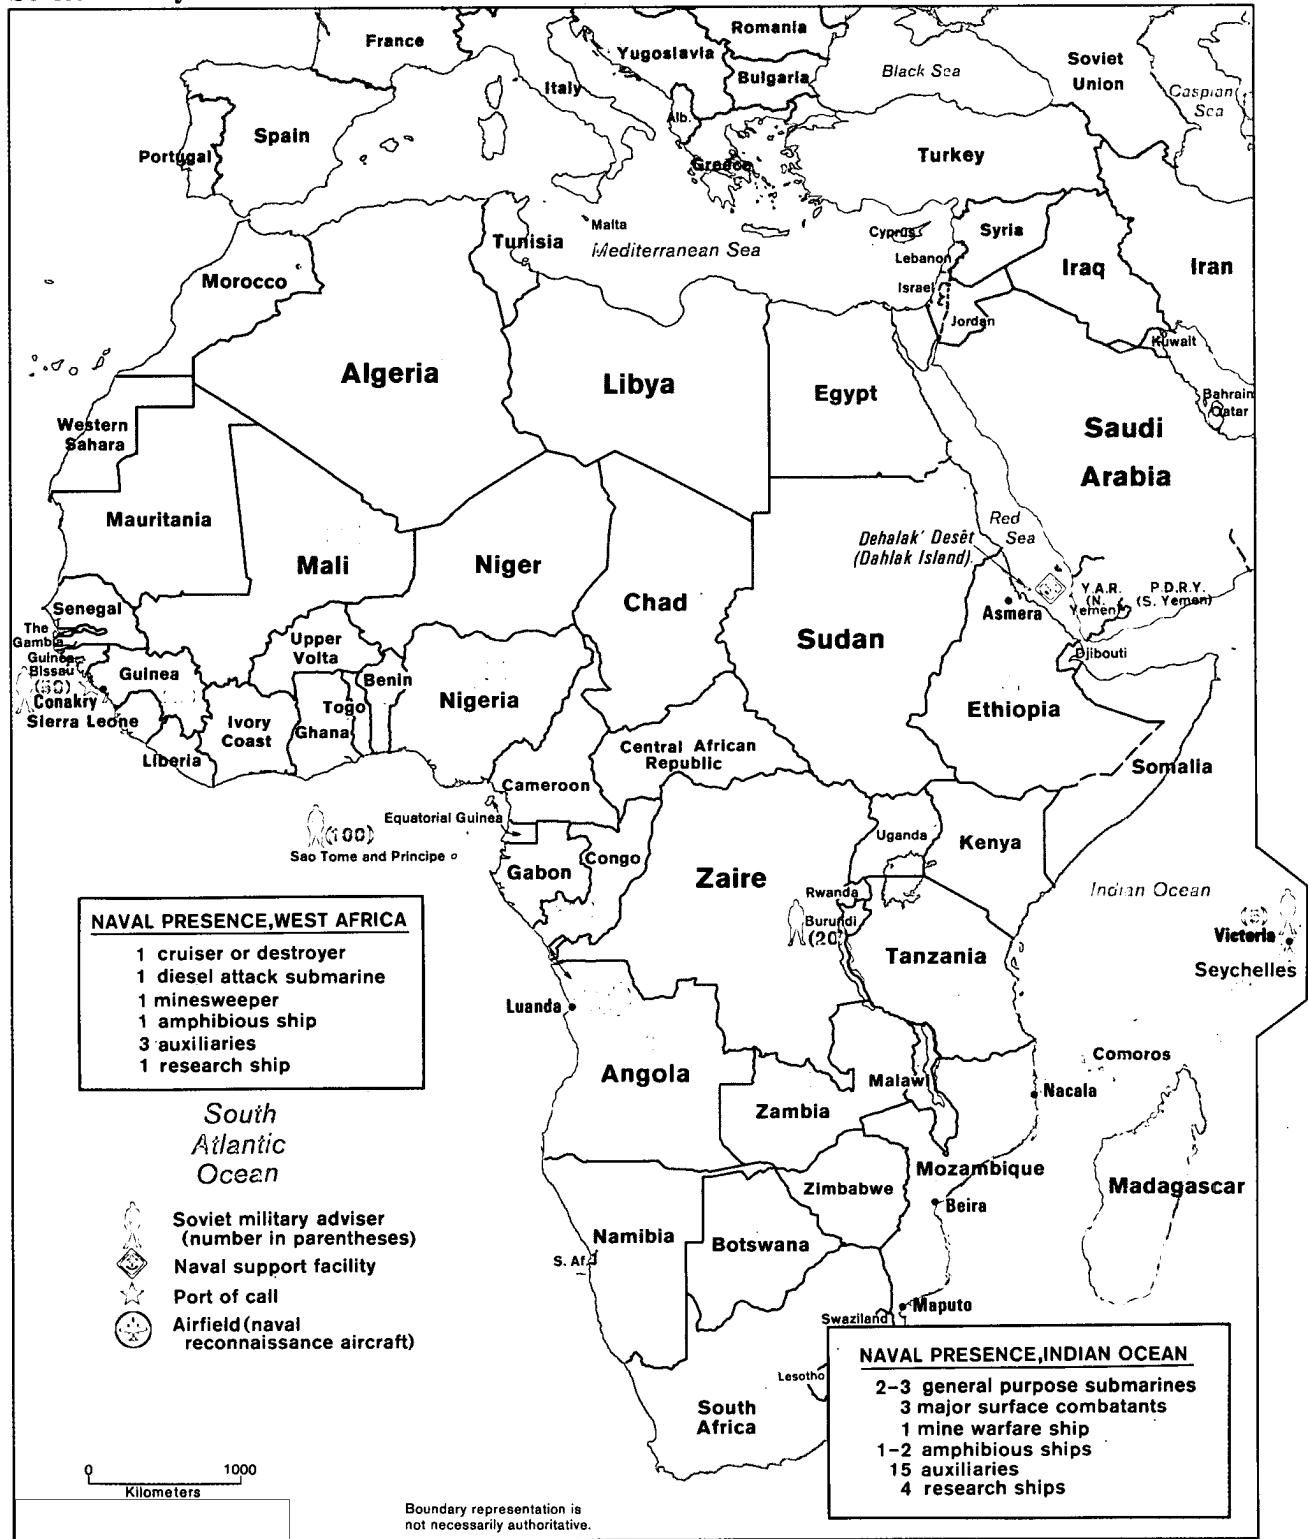 France
Romania
Yugoslavia
Soviet
Union
Black Sea
Bulgaria
Italy
Caspian
Sea
Alb.
Spain
Portugal
Greece
Turkey
Malta
Tunisia
Mediterranean Sea
Cyprus
Syria
Lebanon
Morocco
Iraq
Iran
Israel
Jordan
Kuwait
Algeria
Libya
Egypt
Bahrain
Qatar
Western
Sahara
Saudi
Arabia
Mauritania
Red
Sea
Dehalak' Desēt
(Dahlak Island)
Mali
Niger
Chad
Y.A.R.
(N.
Yemen)
P.D.R.Y.
(S. Yemen)
Senegal
Asmera
The
Gambia
Upper
Volta
Sudan
Guinea
Bissau
Djibouti
Guinea
Benin
Conakry
Nigeria
Togo
Ethiopia
Sierra Leone
Ivory
Coast
Ghana
Central African
Republic
Liberia
Somalia
Cameroon
Equatorial Guinea
(100)
Uganda
Kenya
Sao Tome and Principe
Gabon
Congo
Zaire
Indian Ocean
Rwanda
Burundi
(20)
Victoria
Seychelles
NAVAL PRESENCE, WEST AFRICA
1 cruiser or destroyer
1 diesel attack submarine
1 minesweeper
1 amphibious ship
3 auxiliaries
1 research ship
Tanzania
Luanda
Angola
Comoros
Malawi
Nacala
Zambia
South
Atlantic
Ocean
Mozambique
Zimbabwe
Madagascar
Beira
Soviet military adviser
(number in parentheses)
Namibia
Botswana
S. Af.
Naval support facility
Port of call
Maputo
Airfield (naval
reconnaissance aircraft)
Swaziland
NAVAL PRESENCE, INDIAN OCEAN
2-3 general purpose submarines
3 major surface combatants
1 mine warfare ship
1-2 amphibious ships
15 auxiliaries
4 research ships
Lesotho
South
Africa
0 1000
Kilometers
Boundary representation is
not necessarily authoritative.